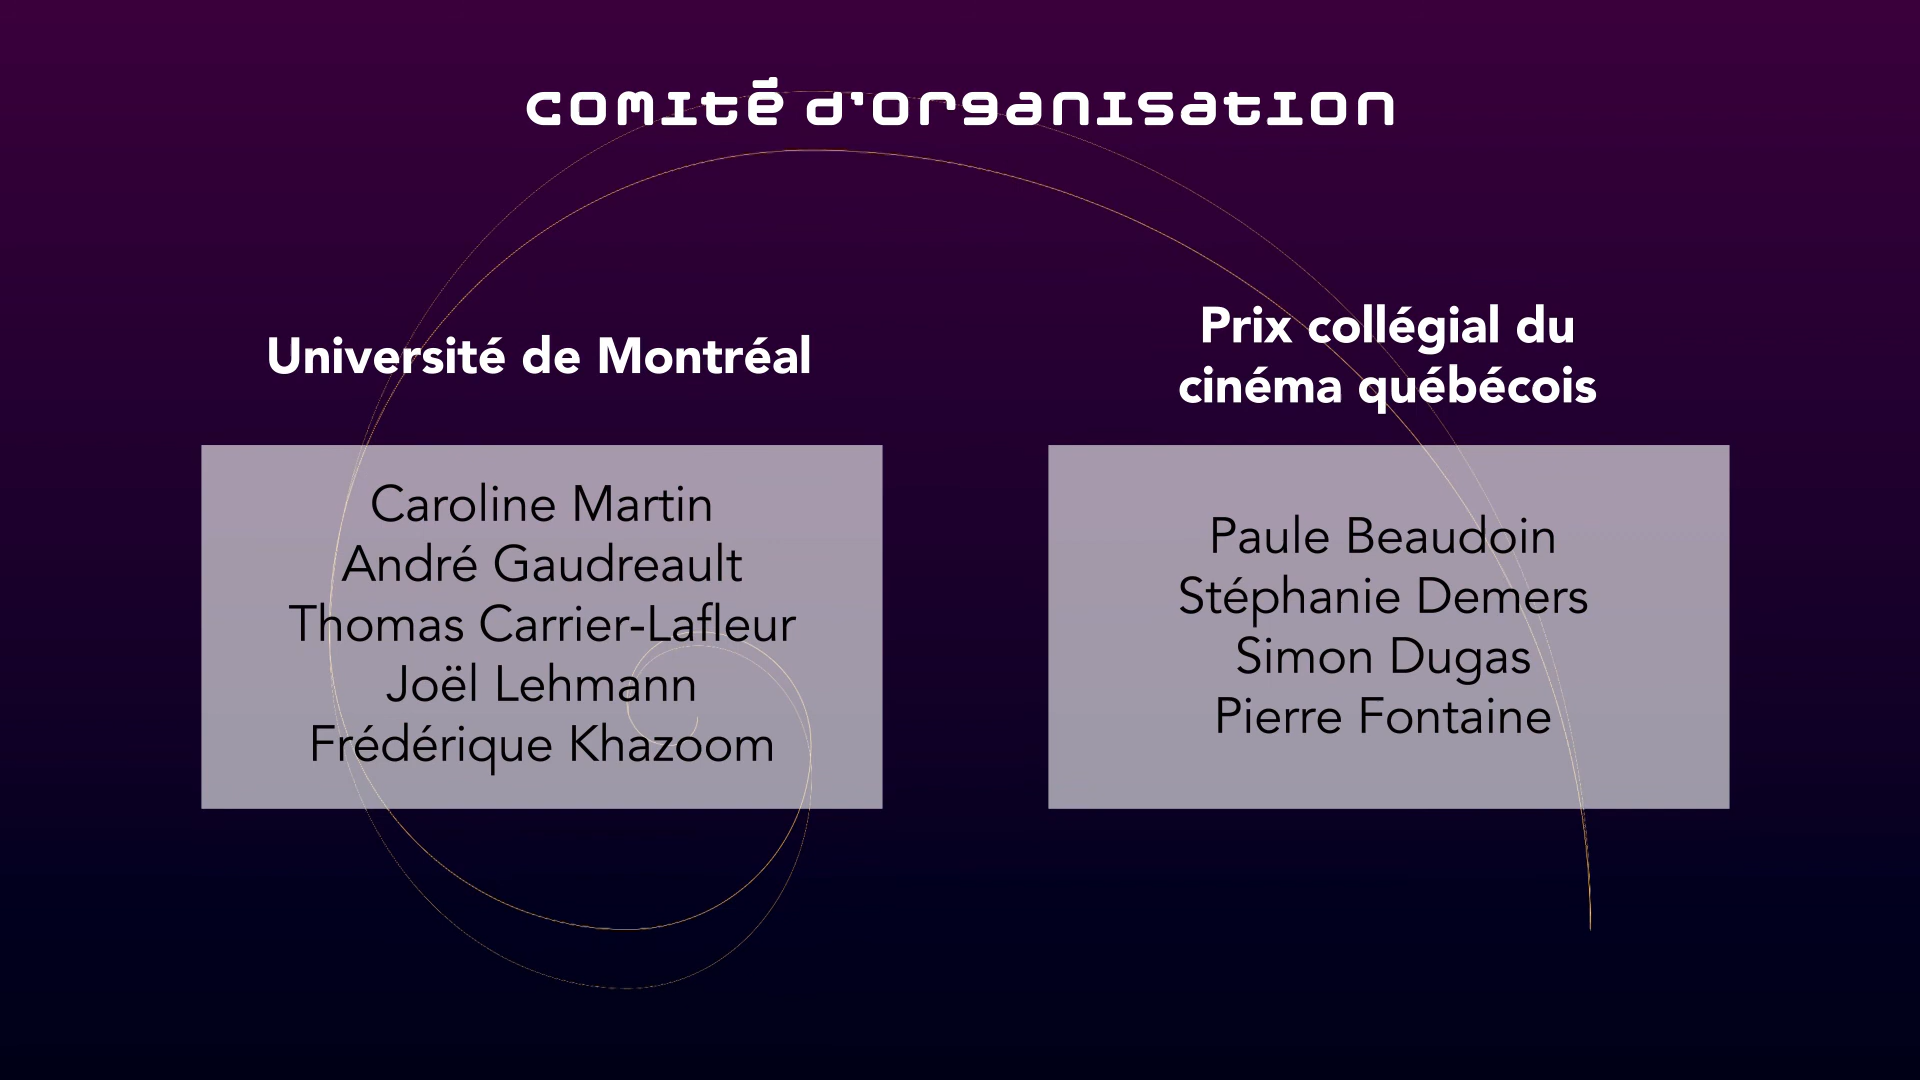 comité d'organisation
Université de Montréal
Caroline Martin
André Gaudreault
Thomas Carrier-Lafleur
Joël Lehmann
Frédérique Khazoom
Prix collégial du
cinéma québécois
Paule Beaudoin
Stéphanie Demers
Simon Dugas
Pierre Fontaine